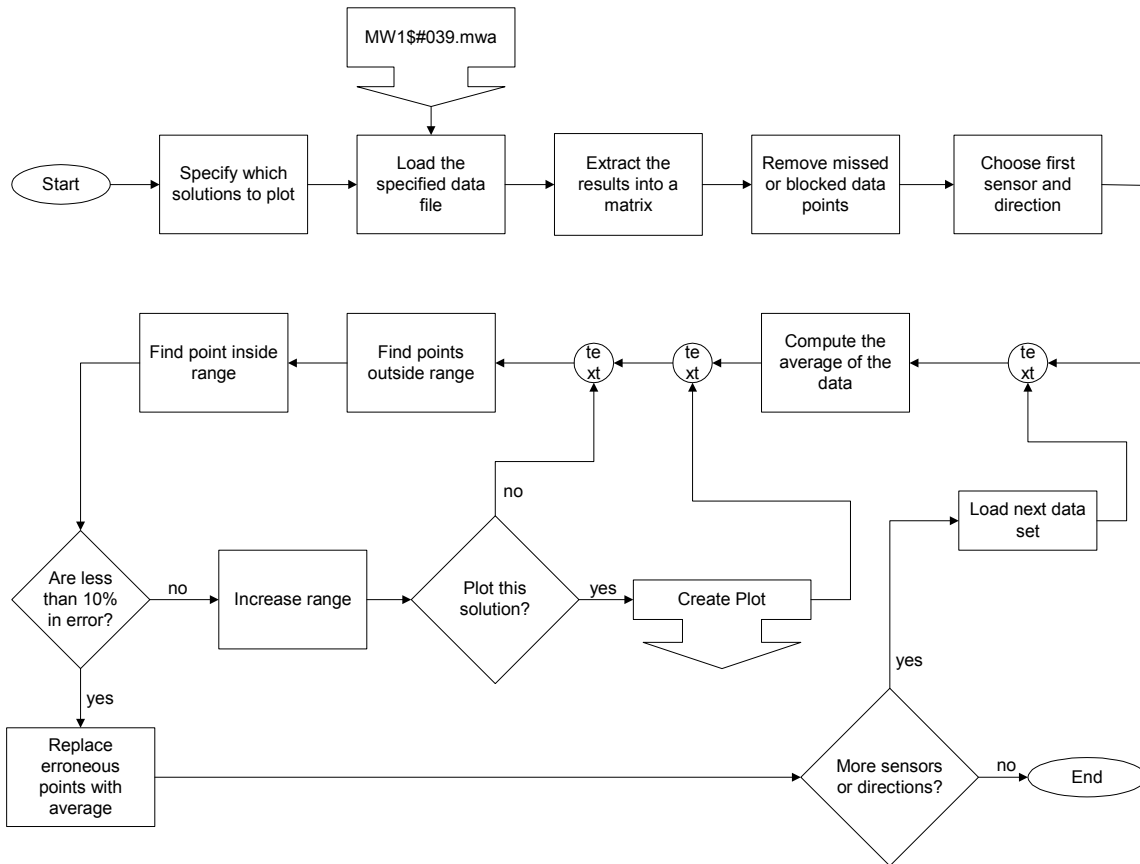 MW1$#039.mwa
Start
Specify which
solutions to plot
Load the
specified data
file
Extract the
results into a
matrix
Remove missed
or blocked data
points
Choose first
sensor and
direction
Find point inside
range
Find points
outside range
te
xt
te
xt
Compute the
average of the
data
te
xt
no
Load next data
set
Are less
than 10%
in error?
no
Increase range
Plot this
solution?
yes
Create Plot
yes
yes
Replace
erroneous
points with
average
More sensors
or directions?
no
End